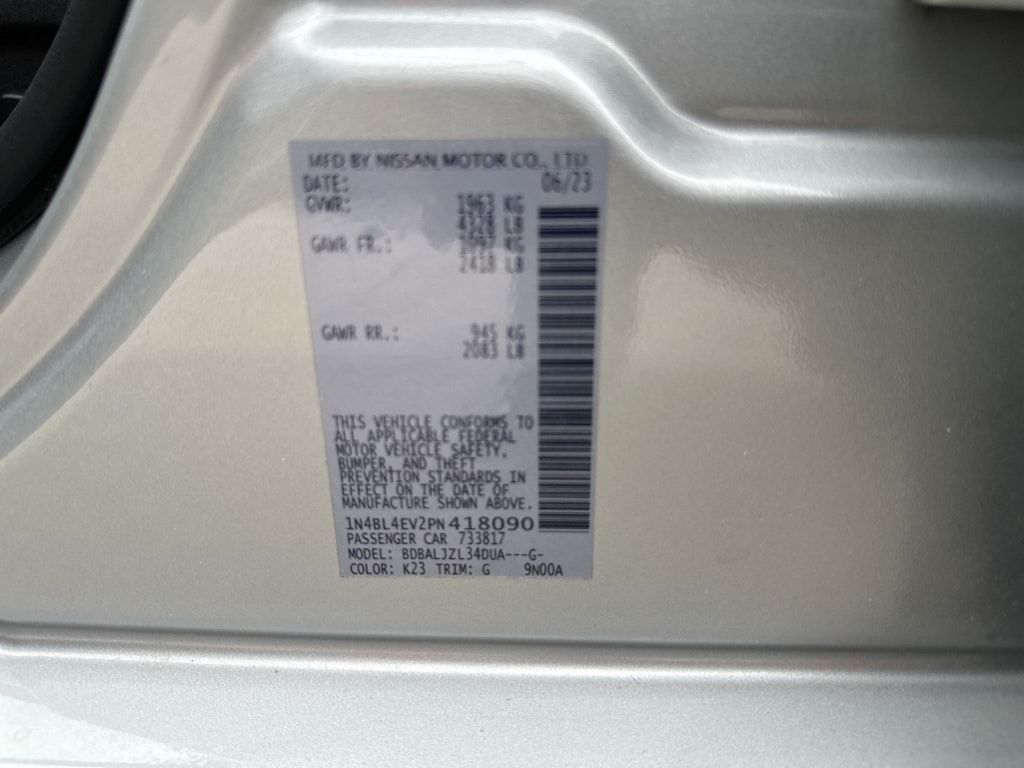 MFD BY NISSAN MOTOR CO., LTD
DATE: 06/23
GVWR: 1963 KG
4328 LB
GAWR FR.: 1097 KG
2418 LB
GAWR RR.: 945 KG
2083 LB
THIS VEHICLE CONFORMS TO
ALL APPLICABLE FEDERAL
MOTOR VEHICLE SAFETY,
BUMPER, AND THEFT
PREVENTION STANDARDS IN
EFFECT ON THE DATE OF
MANUFACTURE SHOWN ABOVE.
1N4BL4EV2PN418090
PASSENGER CAR 733817
MODEL: BDBALJZL34DUA---G-
COLOR: K23 TRIM: G 9N00A